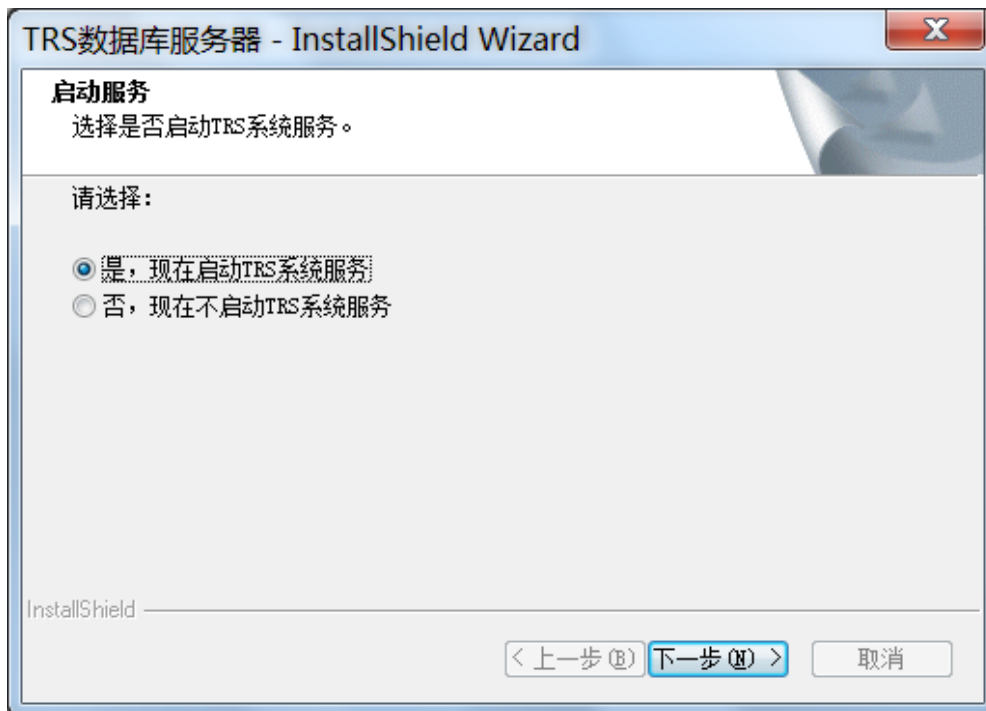 TRS数据库服务器 - InstallShield Wizard
启动服务
选择是否启动TRS系统服务。
请选择：
是，现在启动TRS系统服务
否，现在不启动TRS系统服务
InstallShield
< 上一步(B) 下一步(N) > 取消